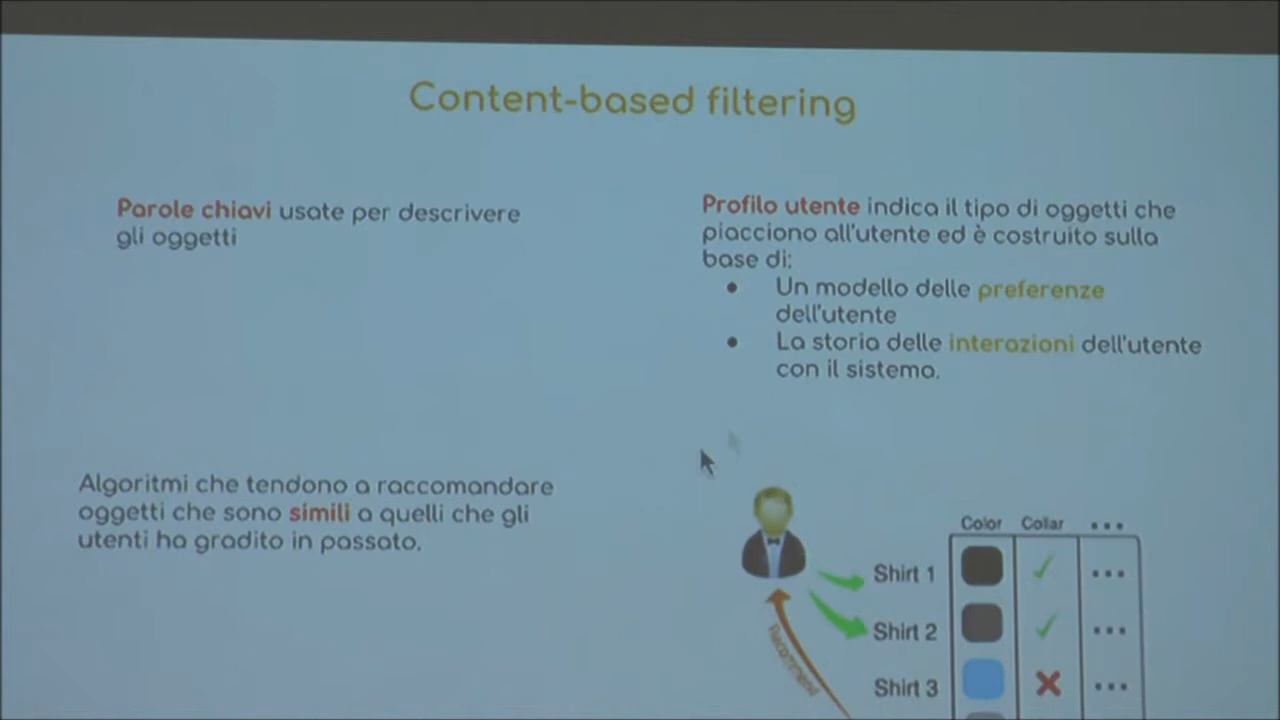 Content-based filtering
Parole chiavi usate per descrivere
gli oggetti
Profilo utente indica il tipo di oggetti che
piacciono all'utente ed è costruito sulla
base di:
● Un modello delle preferenze
dell'utente
● La storia delle interazioni dell'utente
con il sistema.
Algoritmi che tendono a raccomandare
oggetti che sono simili a quelli che gli
utenti ha gradito in passato.
Color Collar ...
Shirt 1 ...
Shirt 2 ...
Shirt 3 ...
Recommend